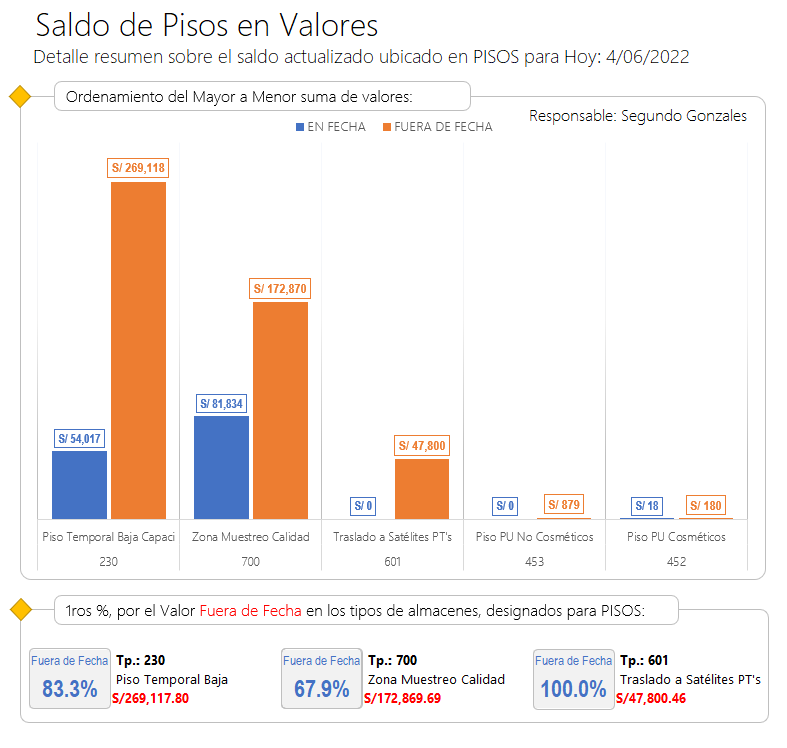 Saldo de Pisos en Valores
Detalle resumen sobre el saldo actualizado ubicado en PISOS para Hoy: 4/06/2022
Ordenamiento del Mayor a Menor suma de valores:
Responsable: Segundo Gonzales
EN FECHA FUERA DE FECHA
S/ 269,118
S/ 172,870
S/ 81,834
S/ 54,017
S/ 47,800
S/ 0
S/ 0
S/ 879
S/ 18
S/ 180
Piso Temporal Baja Capaci Zona Muestreo Calidad Traslado a Satélites PT's Piso PU No Cosméticos Piso PU Cosméticos
230 700 601 453 452
1ros %, por el Valor Fuera de Fecha en los tipos de almacenes, designados para PISOS:
Fuera de Fecha
83.3%
Tp.: 230
Piso Temporal Baja
S/269,117.80
Fuera de Fecha
67.9%
Tp.: 700
Zona Muestreo Calidad
S/172,869.69
Fuera de Fecha
100.0%
Tp.: 601
Traslado a Satélites PT's
S/47,800.46